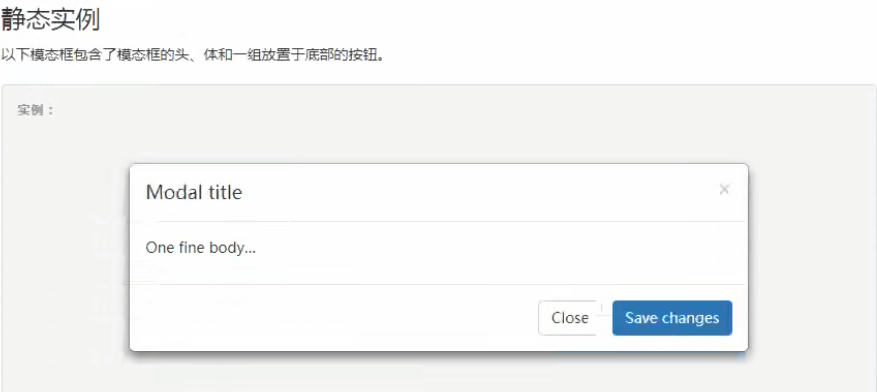 静态实例
以下模态框包含了模态框的头、体和一组放置于底部的按钮。
实例：
Modal title ×
One fine body...
Close Save changes